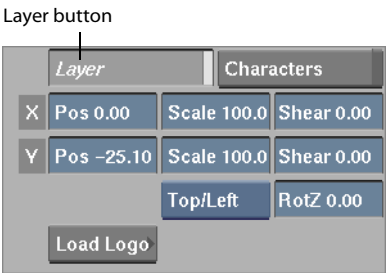 Layer button
Layer Characters
X Pos 0.00 Scale 100.0 Shear 0.00
Y Pos −25.10 Scale 100.0 Shear 0.00
Top/Left RotZ 0.00
Load Logo